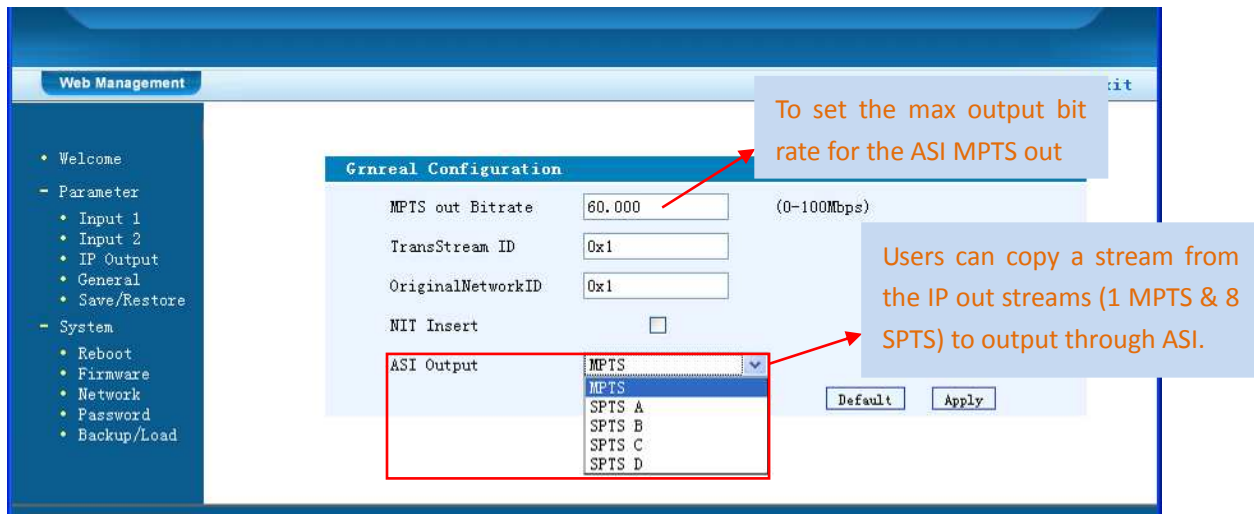 Web Management
xit
To set the max output bit
rate for the ASI MPTS out
• Welcome
- Parameter
• Input 1
• Input 2
• IP Output
• General
• Save/Restore
- System
• Reboot
• Firmware
• Network
• Password
• Backup/Load
Grnreal Configuration
MPTS out Bitrate 60.000 (0-100Mbps)
TransStream ID 0x1
OriginalNetworkID 0x1
NIT Insert
ASI Output MPTS
MPTS
SPTS A
SPTS B
SPTS C
SPTS D
Users can copy a stream from
the IP out streams (1 MPTS & 8
SPTS) to output through ASI.
Default Apply